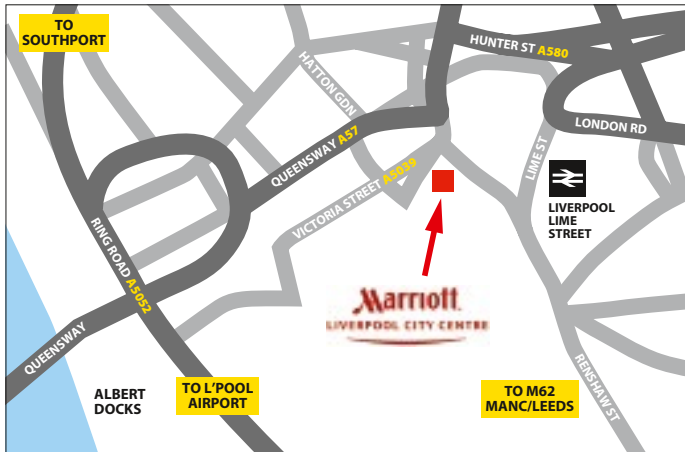 TO
SOUTHPORT
HUNTER ST A580
HATTON GDN
LONDON RD
QUEENSWAY A57
LIME ST
VICTORIA STREET A5039
LIVERPOOL
LIME
STREET
RING ROAD A5052
Marriott
LIVERPOOL CITY CENTRE
QUEENSWAY
RENSHAW ST
ALBERT
DOCKS
TO L'POOL
AIRPORT
TO M62
MANC/LEEDS